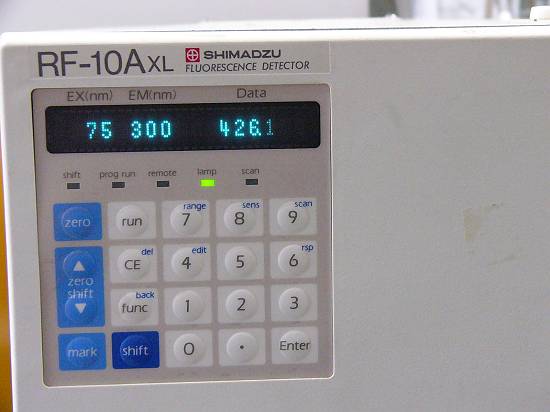 RF-10AXL SHIMADZU
FLUORESCENCE DETECTOR
EX(nm) EM(nm) Data
75 300 426.1
shift prog run remote lamp scan
zero run range 7 sens 8 scan 9
del CE edit 4 5 rsp 6
zero shift
back func 1 2 3
mark shift 0 • Enter